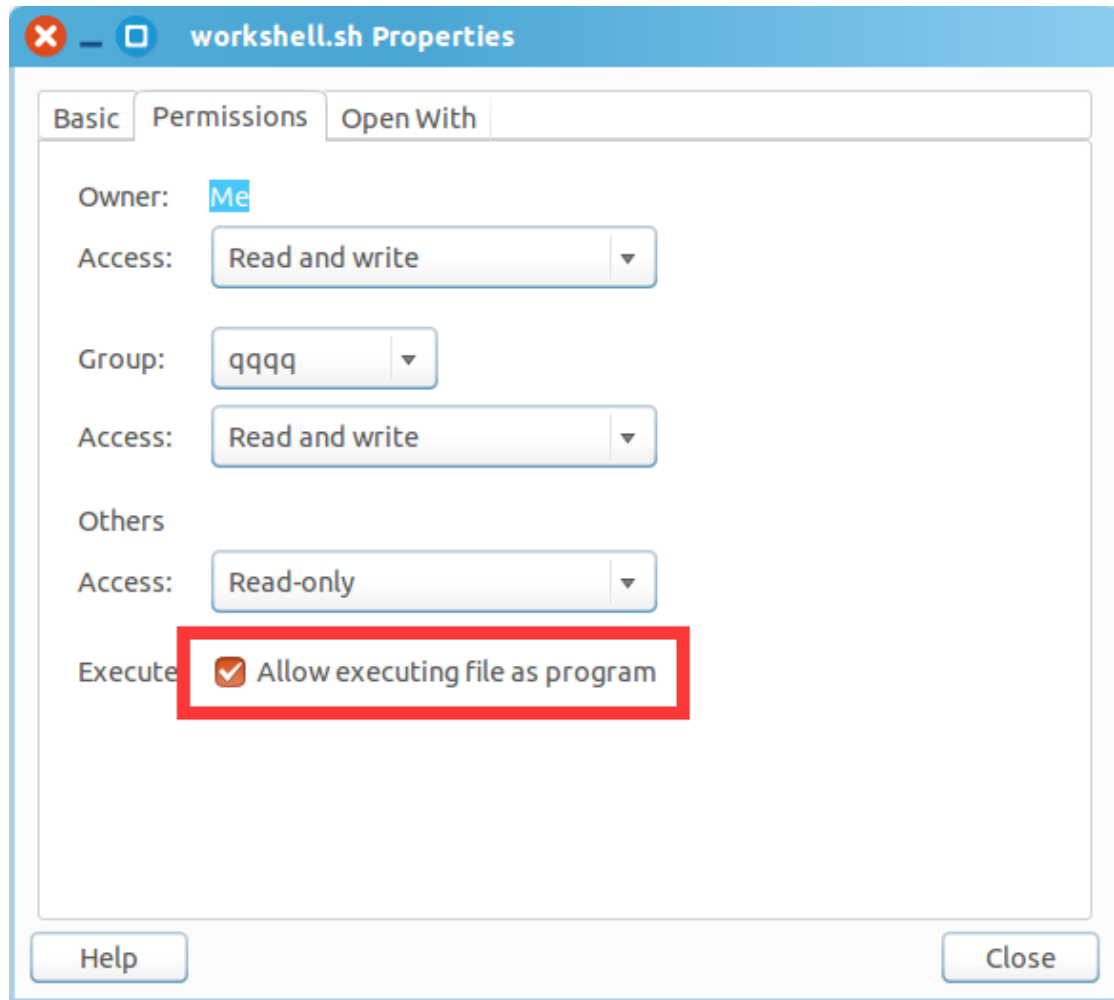 workshell.sh Properties
Basic Permissions Open With
Owner: Me
Access: Read and write
Group: qqqq
Access: Read and write
Others
Access: Read-only
Execute Allow executing file as program
Help Close